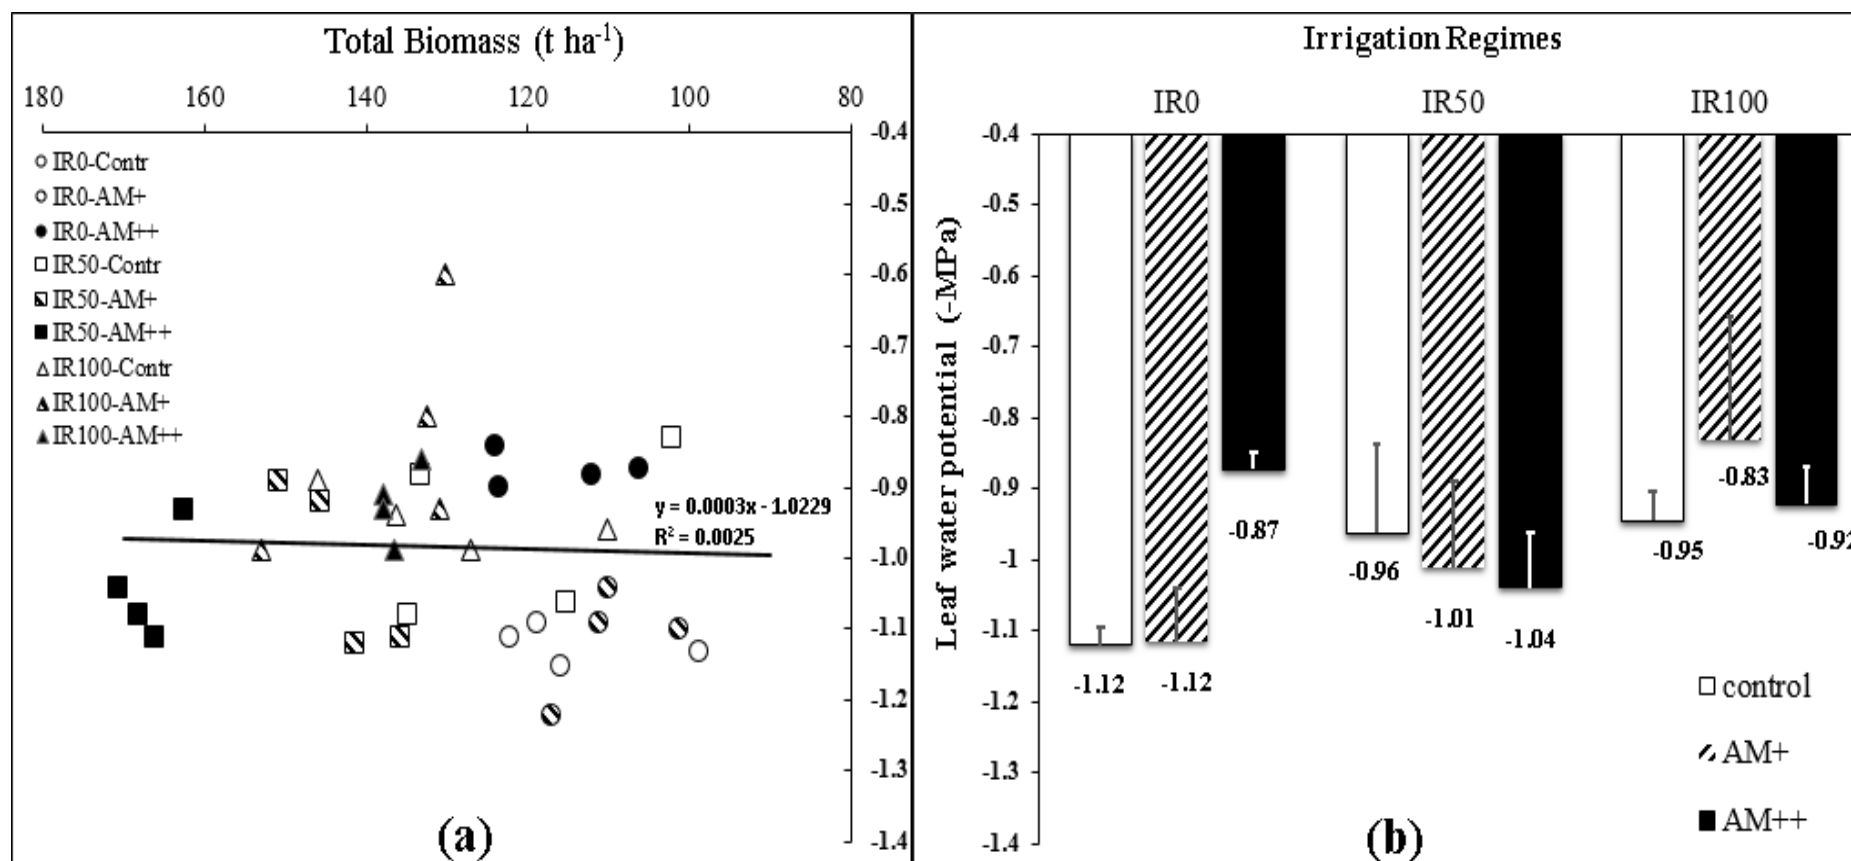 Total Biomass (t ha⁻¹)
180 160 140 120 100 80
-0.4
-0.5
-0.6
-0.7
-0.8
-0.9
-1.0
-1.1
-1.2
-1.3
-1.4
IR0-Contr
IR0-AM+
IR0-AM++
IR50-Contr
IR50-AM+
IR50-AM++
IR100-Contr
IR100-AM+
IR100-AM++
y = 0.0003x - 1.0229
R² = 0.0025
(a)
Irrigation Regimes
IR0 IR50 IR100
Leaf water potential (-MPa)
-0.4
-0.5
-0.6
-0.7
-0.8
-0.9
-1
-1.1
-1.2
-1.3
-1.4
-1.12 -1.12 -0.87
-0.96 -1.01 -1.04
-0.95 -0.83 -0.92
control
AM+
AM++
(b)